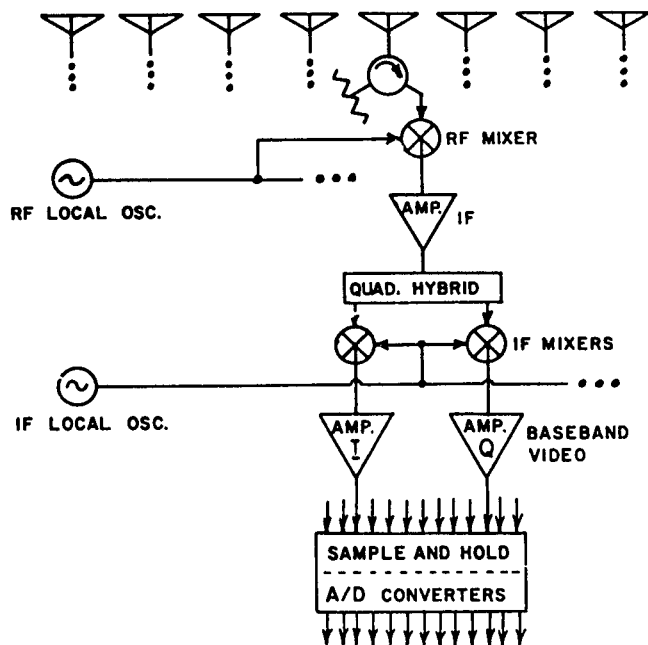 RF MIXER
RF LOCAL OSC.
AMP.
IF
QUAD. HYBRID
IF MIXERS
IF LOCAL OSC.
AMP.
I
AMP.
Q
BASEBAND
VIDEO
SAMPLE AND HOLD
A/D CONVERTERS